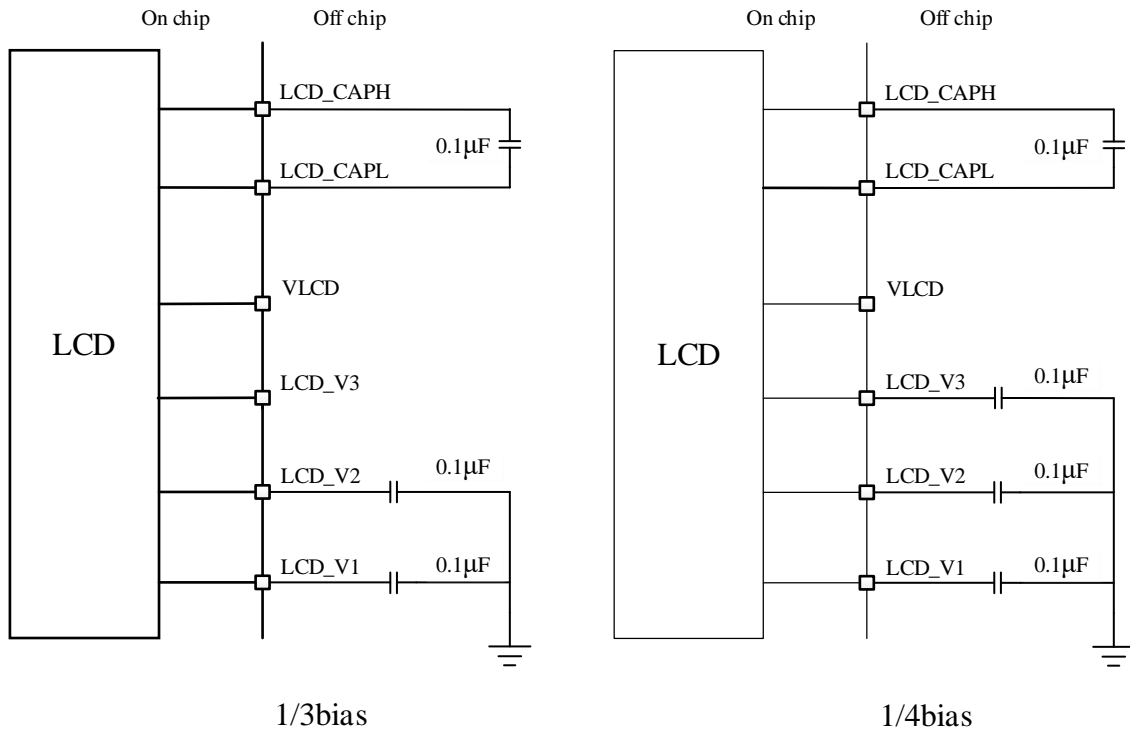 On chip Off chip
LCD_CAPH
0.1μF
LCD_CAPL
VLCD
LCD
LCD_V3
LCD_V2 0.1μF
LCD_V1 0.1μF
1/3bias
On chip Off chip
LCD_CAPH
0.1μF
LCD_CAPL
VLCD
LCD
LCD_V3 0.1μF
LCD_V2 0.1μF
LCD_V1 0.1μF
1/4bias